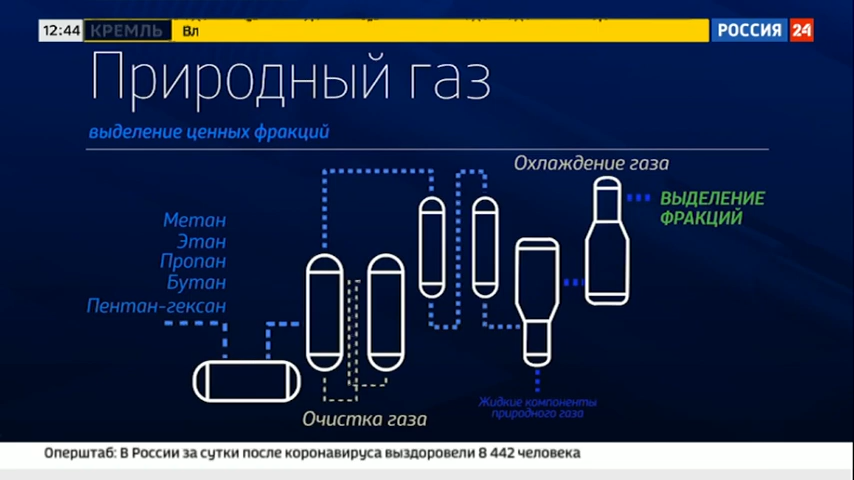 12:44 КРЕМЛЬ Вл РОССИЯ 24
Природный газ
выделение ценных фракций
Охлаждение газа
ВЫДЕЛЕНИЕ
ФРАКЦИЙ
Метан
Этан
Пропан
Бутан
Пентан-гексан
Жидкие компоненты
природного газа
Очистка газа
Оперштаб: В России за сутки после коронавируса выздоровели 8 442 человека